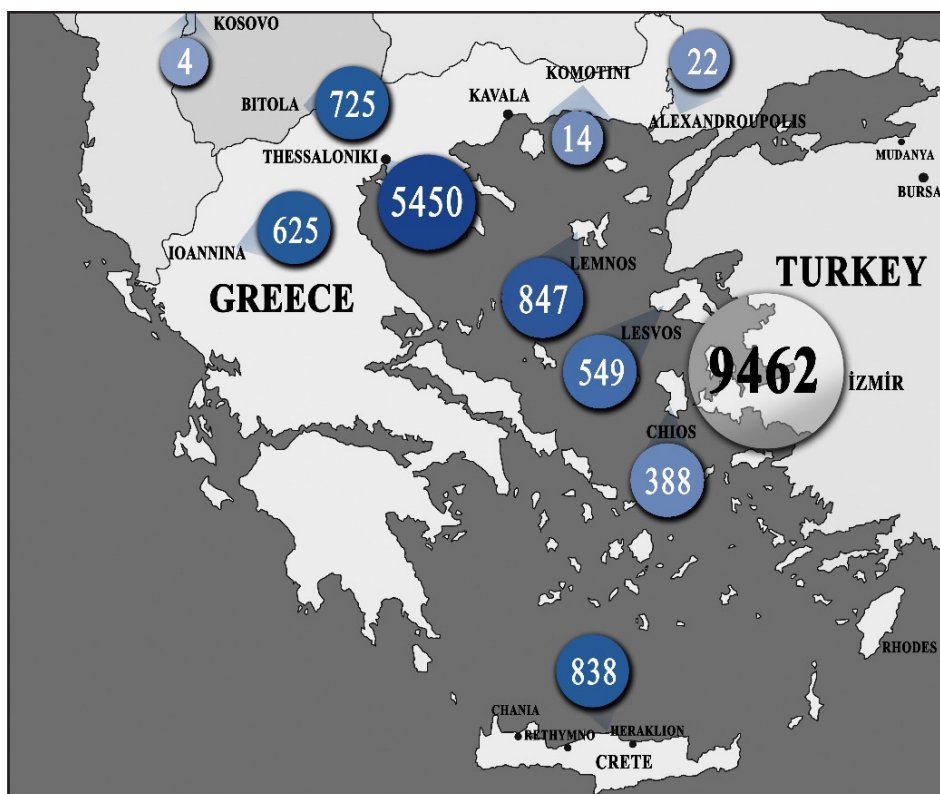 KOSOVO
4
22
KOMOTINI
BITOLA
725
KAVALA
14
ALEXANDROUPOLIS
MUDANYA
THESSALONIKI
BURSA
5450
625
IOANNINA
LEMNOS
TURKEY
GREECE
847
LESVOS
549
9462
İZMİR
CHIOS
388
RHODES
838
CHANIA
RETHYMNO
HERAKLION
CRETE